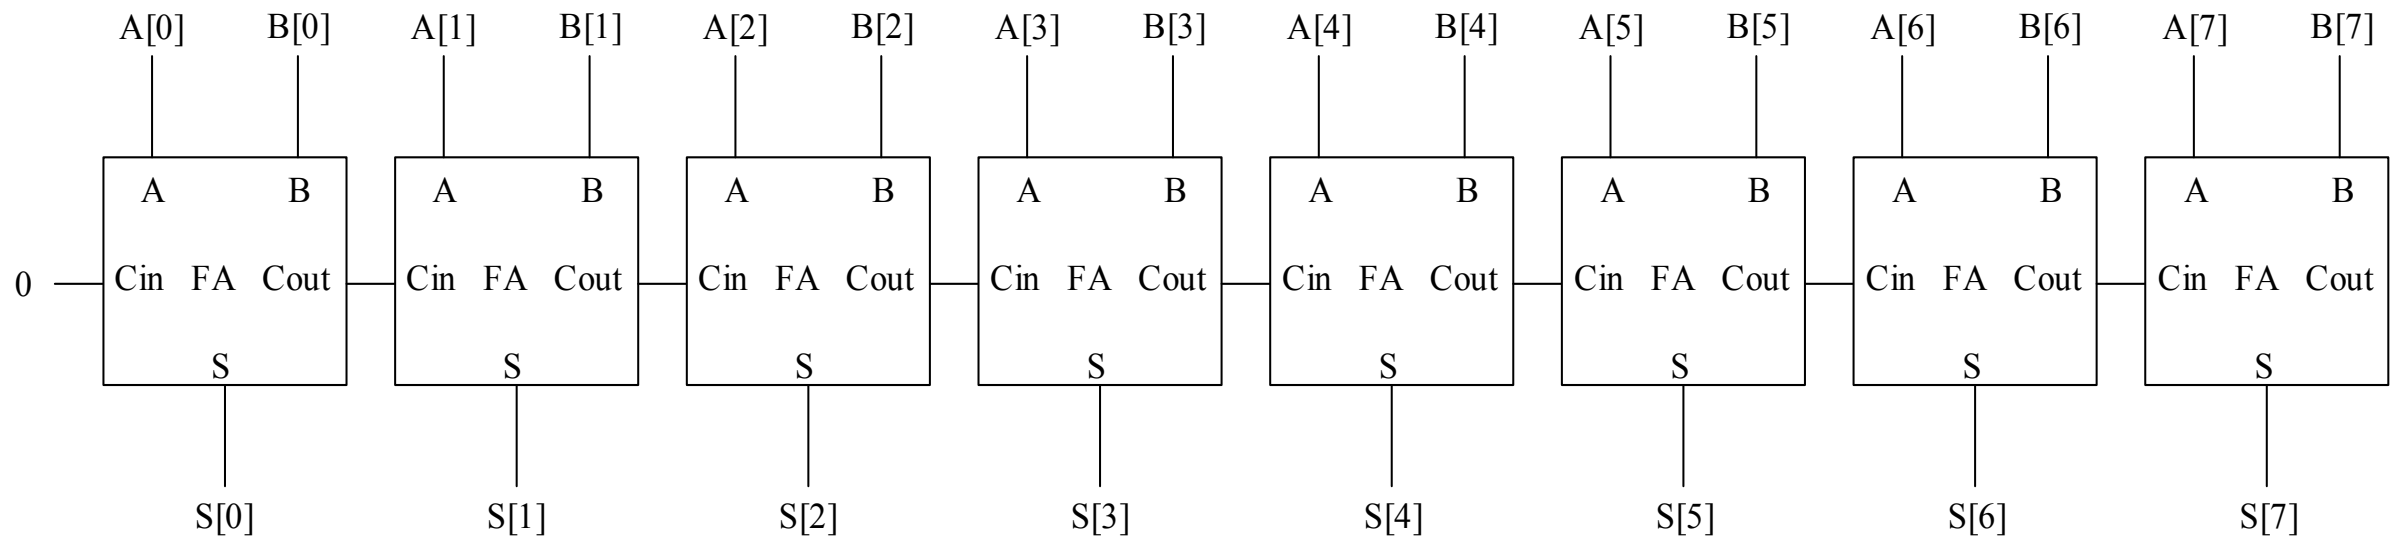 A[0] B[0] A[1] B[1] A[2] B[2] A[3] B[3] A[4] B[4] A[5] B[5] A[6] B[6] A[7] B[7]
A B A B A B A B A B A B A B A B
0 Cin FA Cout Cin FA Cout Cin FA Cout Cin FA Cout Cin FA Cout Cin FA Cout Cin FA Cout Cin FA Cout
S S S S S S S S
S[0] S[1] S[2] S[3] S[4] S[5] S[6] S[7]